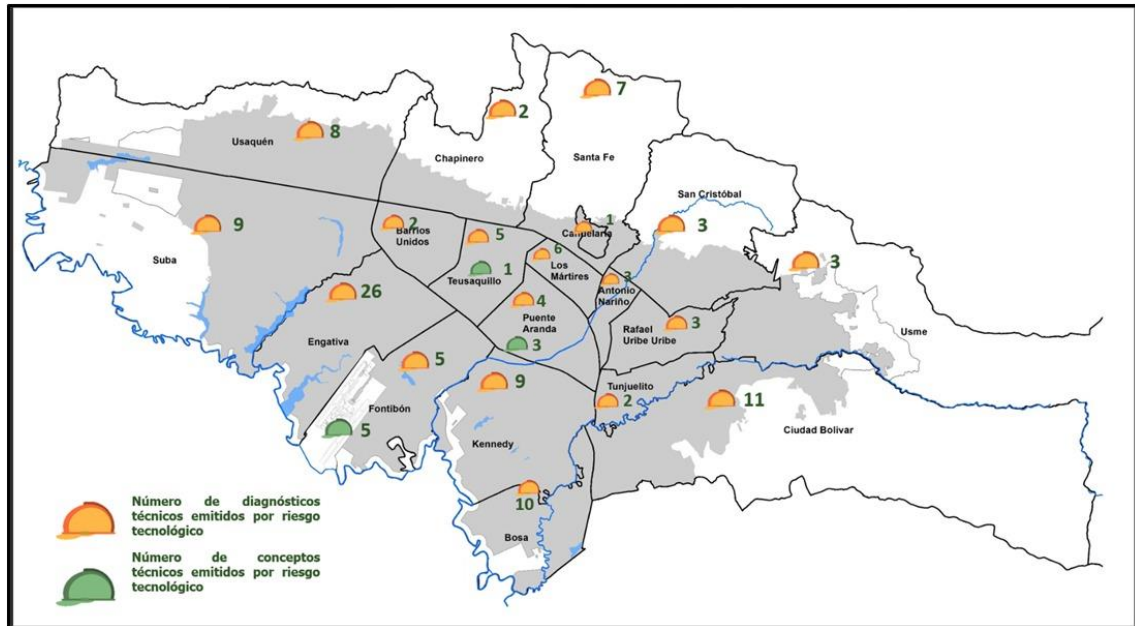 7
2
8
Usaquén
Chapinero
Santa Fe
San Cristóbal
9
2
Barrios
Unidos
5
1
Candelaria
3
Suba
6
Los
Mártires
3
Teusaquillo
1
26
3
Antonio
Nariño
4
Puente
Aranda
3
Rafael
Uribe Uribe
3
Usme
Engativa
5
9
Tunjuelito
2
11
Fontibón
5
Kennedy
Ciudad Bolivar
10
Bosa
Número de diagnósticos
técnicos emitidos por riesgo
tecnológico
Número de conceptos
técnicos emitidos por riesgo
tecnológico